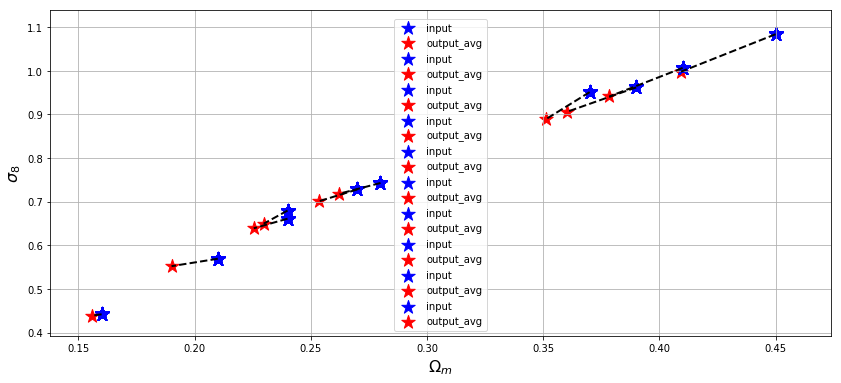 1.1
1.0
0.9
0.8
0.7
0.6
0.5
0.4
σ8
input
output_avg
input
output_avg
input
output_avg
input
output_avg
input
output_avg
input
output_avg
input
output_avg
input
output_avg
input
output_avg
input
output_avg
0.15 0.20 0.25 0.30 0.35 0.40 0.45
Ωm